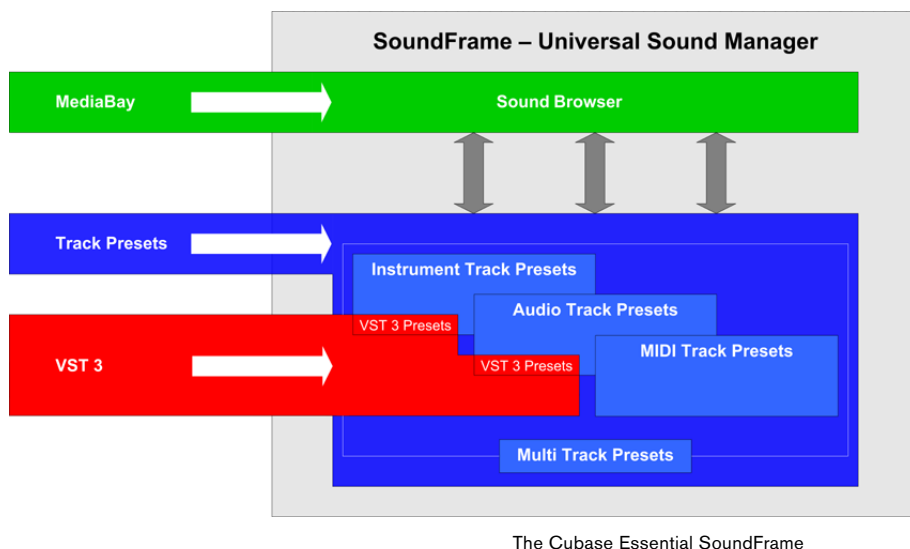 SoundFrame – Universal Sound Manager
MediaBay
Sound Browser
Track Presets
Instrument Track Presets
Audio Track Presets
VST 3 Presets
MIDI Track Presets
VST 3
VST 3 Presets
Multi Track Presets
The Cubase Essential SoundFrame